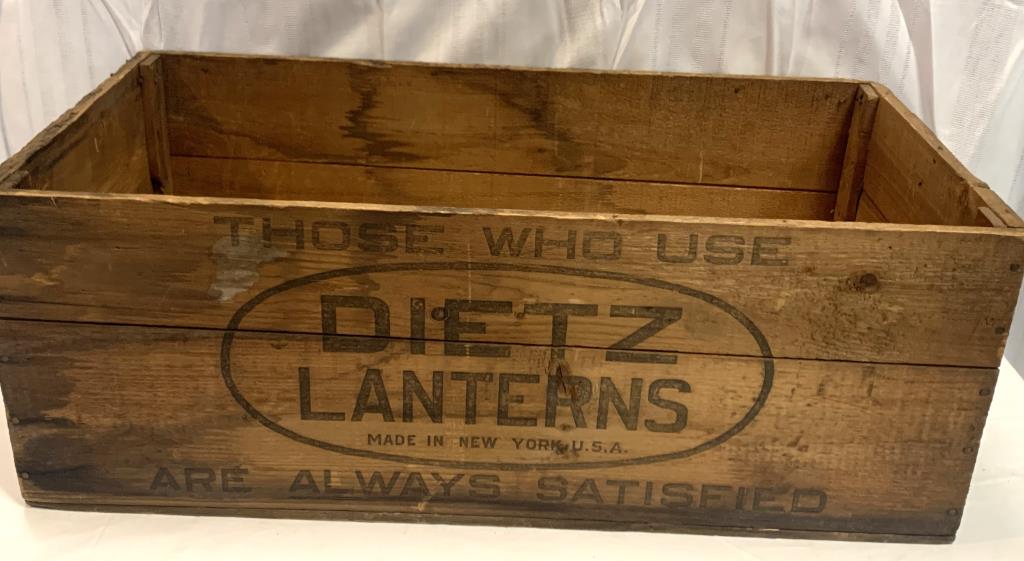 THOSE WHO USE
DIETZ
LANTERNS
MADE IN NEW YORK, U.S.A.
ARE ALWAYS SATISFIED